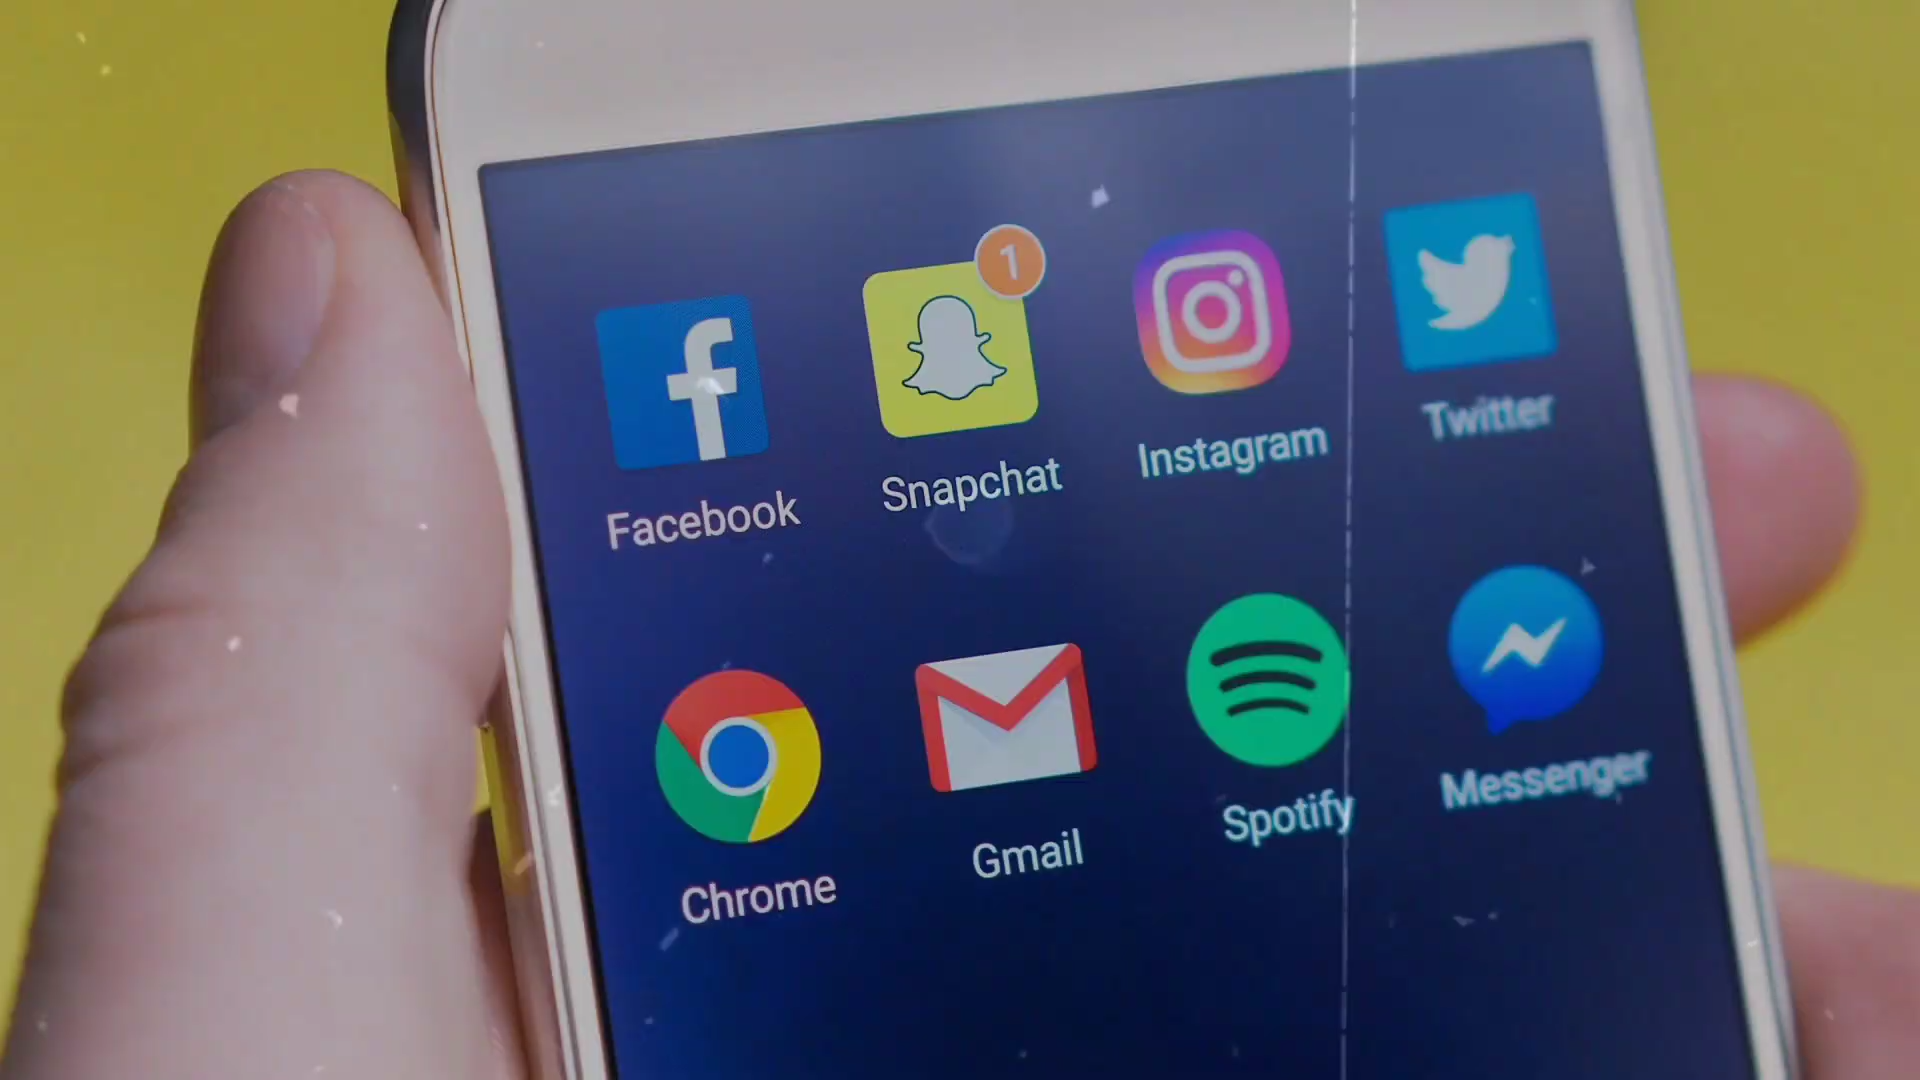 1
Facebook
Snapchat
Instagram
Twitter
Chrome
Gmail
Spotify
Messenger